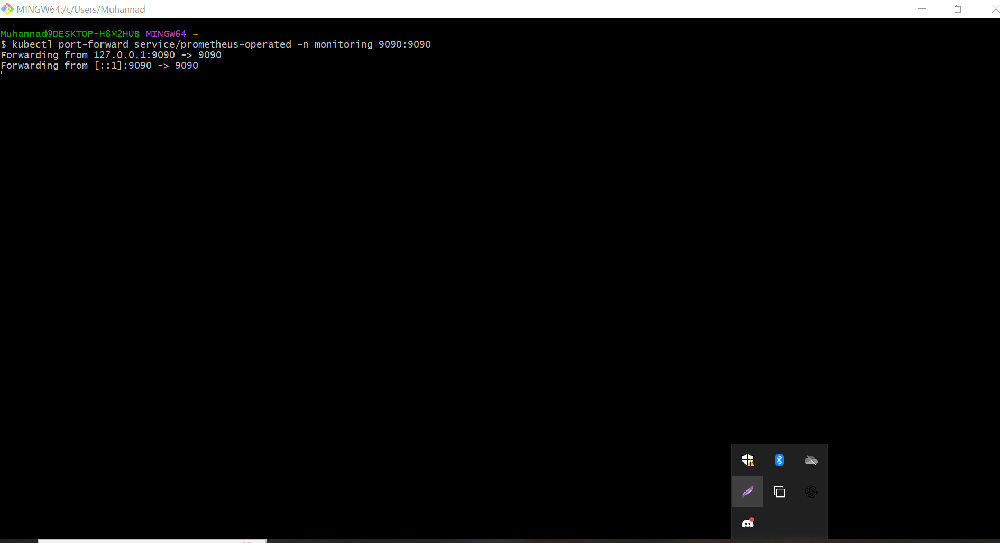 MINGW64:/c/Users/Muhannad
Muhannad@DESKTOP-H8M2HUB MINGW64 ~
$ kubectl port-forward service/prometheus-operated -n monitoring 9090:9090
Forwarding from 127.0.0.1:9090 -> 9090
Forwarding from [::1]:9090 -> 9090